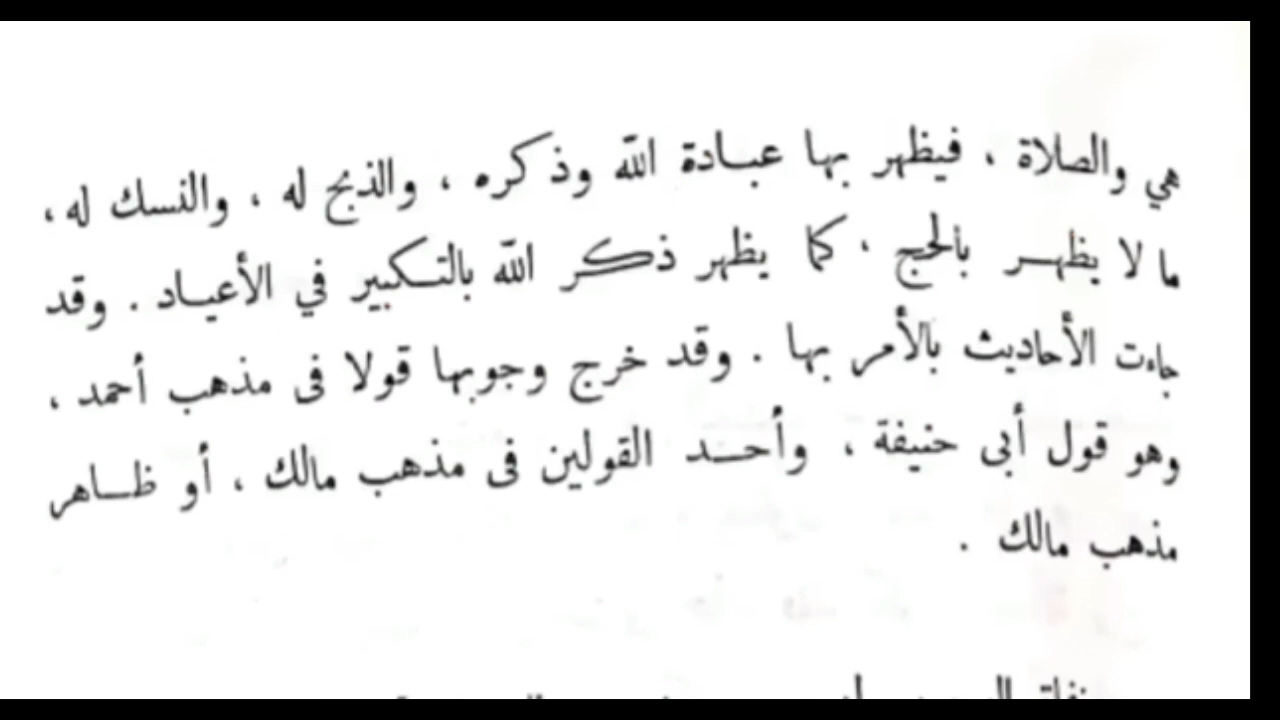 هي والصلاة ، فيظهر بها عبادة الله وذكره ، والذبح له ، والنسك له ،
ما لا يظهر بالحج ، كما يظهر ذكر الله بالتكبير في الأعياد . وقد
جاءت الأحاديث بالأمر بها . وقد خرج وجوبها قولا فى مذهب أحمد ،
وهو قول أبى حنيفة ، وأحد القولين فى مذهب مالك ، أو ظاهر
مذهب مالك .